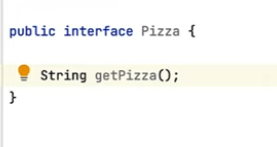 public interface Pizza {
String getPizza();
}